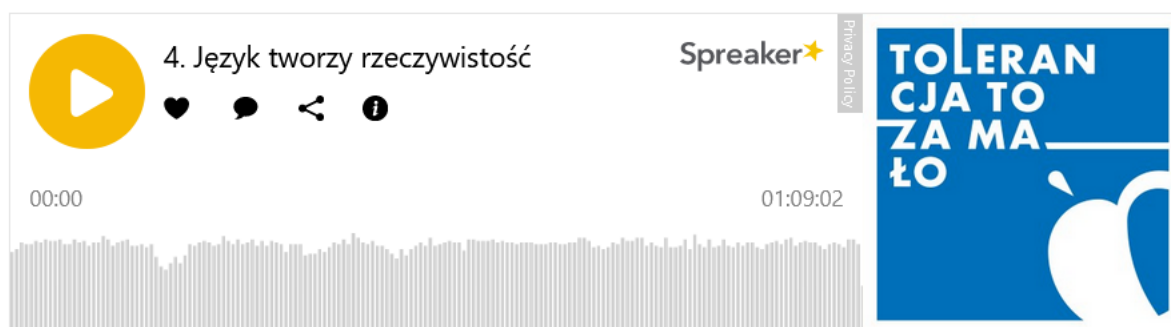 4. Język tworzy rzeczywistość
Spreaker
Privacy Policy
00:00
01:09:02
TOLERAN
CJA TO
ZA MA
ŁO